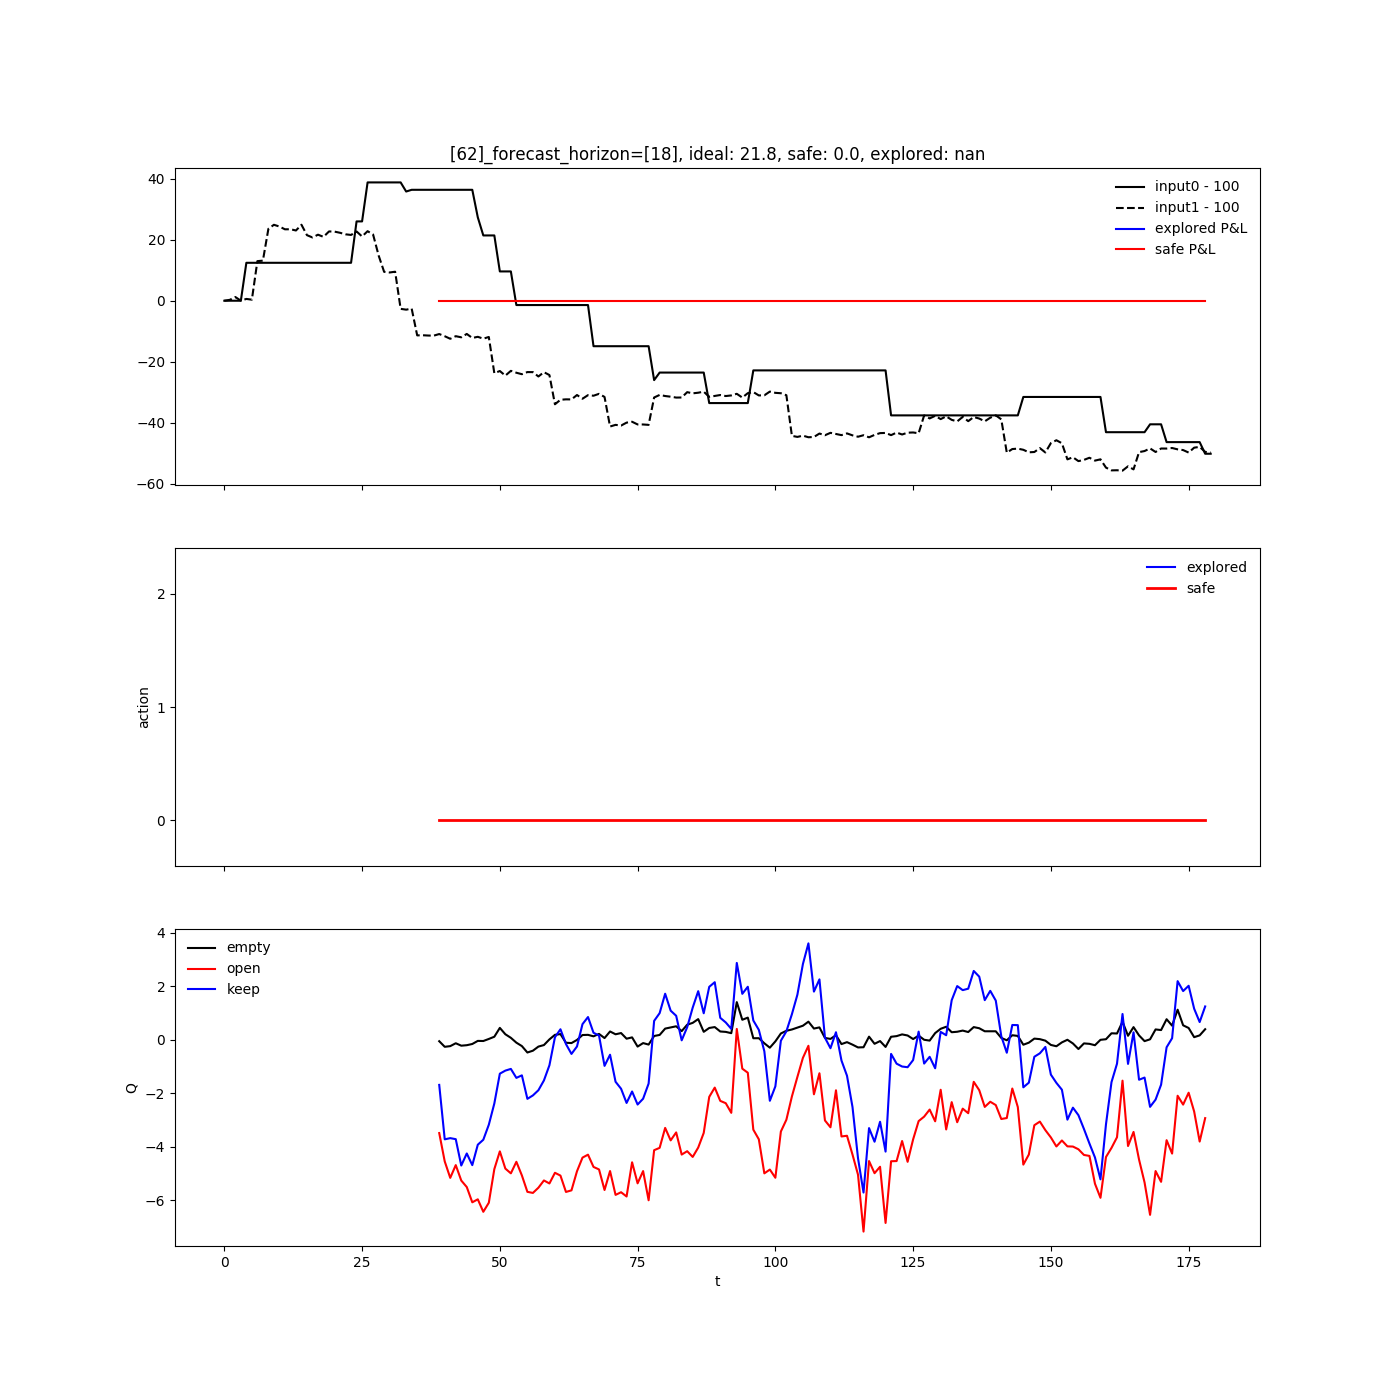 [62]_forecast_horizon=[18], ideal: 21.8, safe: 0.0, explored: nan
40
20
0
−20
−40
−60
input0 - 100
input1 - 100
explored P&L
safe P&L
action
2
1
0
explored
safe
Q
4
2
0
−2
−4
−6
empty
open
keep
0 25 50 75 100 125 150 175
t